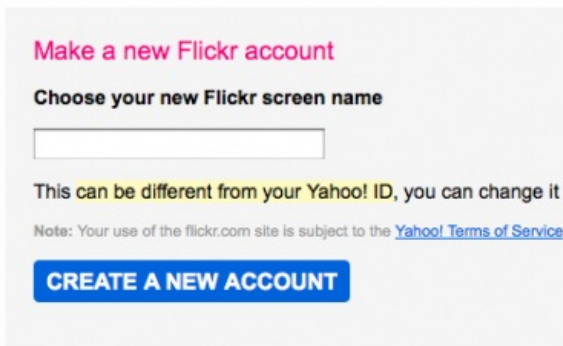 Make a new Flickr account
Choose your new Flickr screen name
This can be different from your Yahoo! ID, you can change it
Note: Your use of the flickr.com site is subject to the Yahoo! Terms of Service
CREATE A NEW ACCOUNT